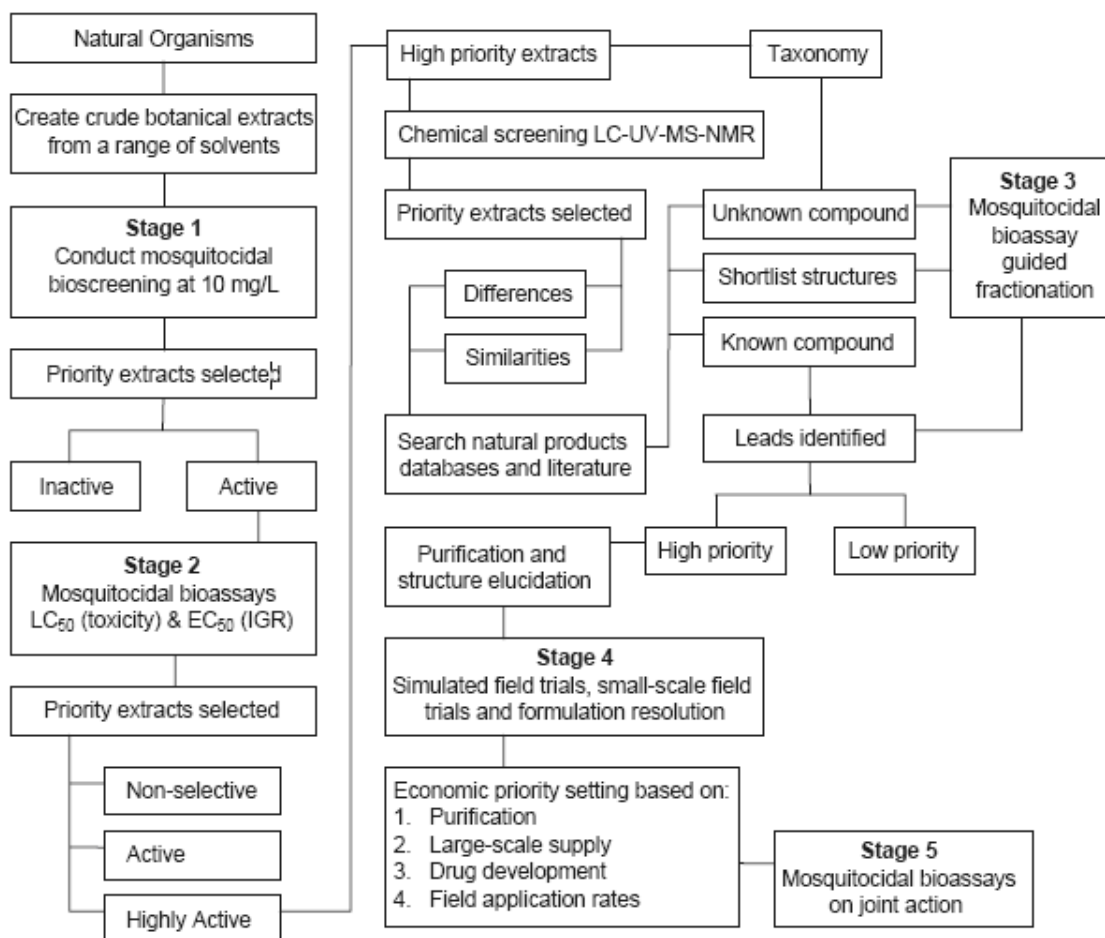 Natural Organisms
Create crude botanical extracts
from a range of solvents
Stage 1
Conduct mosquitocidal
bioscreening at 10 mg/L
Priority extracts selected
Inactive
Active
Stage 2
Mosquitocidal bioassays
LC50 (toxicity) & EC50 (IGR)
Priority extracts selected
Non-selective
Active
Highly Active
High priority extracts
Taxonomy
Chemical screening LC-UV-MS-NMR
Priority extracts selected
Differences
Similarities
Search natural products
databases and literature
Unknown compound
Shortlist structures
Known compound
Stage 3
Mosquitocidal
bioassay
guided
fractionation
Leads identified
High priority
Low priority
Purification and
structure elucidation
Stage 4
Simulated field trials, small-scale field
trials and formulation resolution
Economic priority setting based on:
1. Purification
2. Large-scale supply
3. Drug development
4. Field application rates
Stage 5
Mosquitocidal bioassays
on joint action